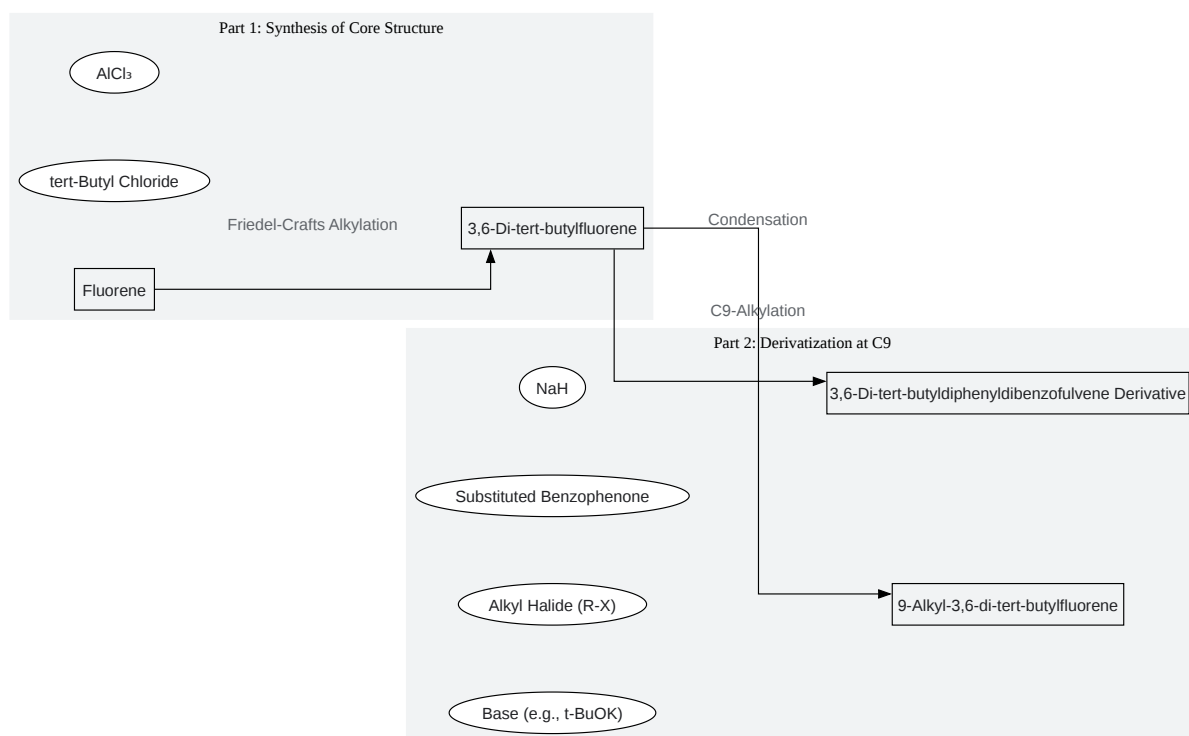 Part 1: Synthesis of Core Structure
AlCl₃
tert-Butyl Chloride
Friedel-Crafts Alkylation
3,6-Di-tert-butylfluorene
Fluorene
Condensation
C9-Alkylation
Part 2: Derivatization at C9
NaH
3,6-Di-tert-butyldiphenyldibenzofulvene Derivative
Substituted Benzophenone
Alkyl Halide (R-X)
9-Alkyl-3,6-di-tert-butylfluorene
Base (e.g., t-BuOK)